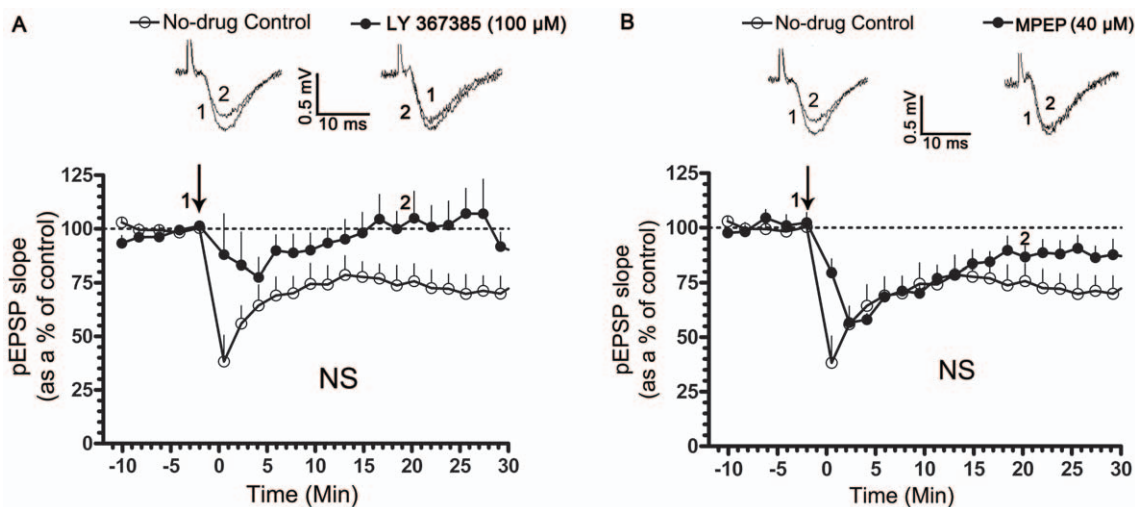 A
No-drug Control
LY 367385 (100 µM)
1
2
0.5 mV
10 ms
1
2
pEPSP slope
(as a % of control)
125
100
75
50
25
0
1
2
NS
-10
-5
0
5
10
15
20
25
30
Time (Min)
B
No-drug Control
MPEP (40 µM)
1
2
0.5 mV
10 ms
1
2
pEPSP slope
(as a % of control)
125
100
75
50
25
0
1
2
NS
-10
-5
0
5
10
15
20
25
30
Time (Min)